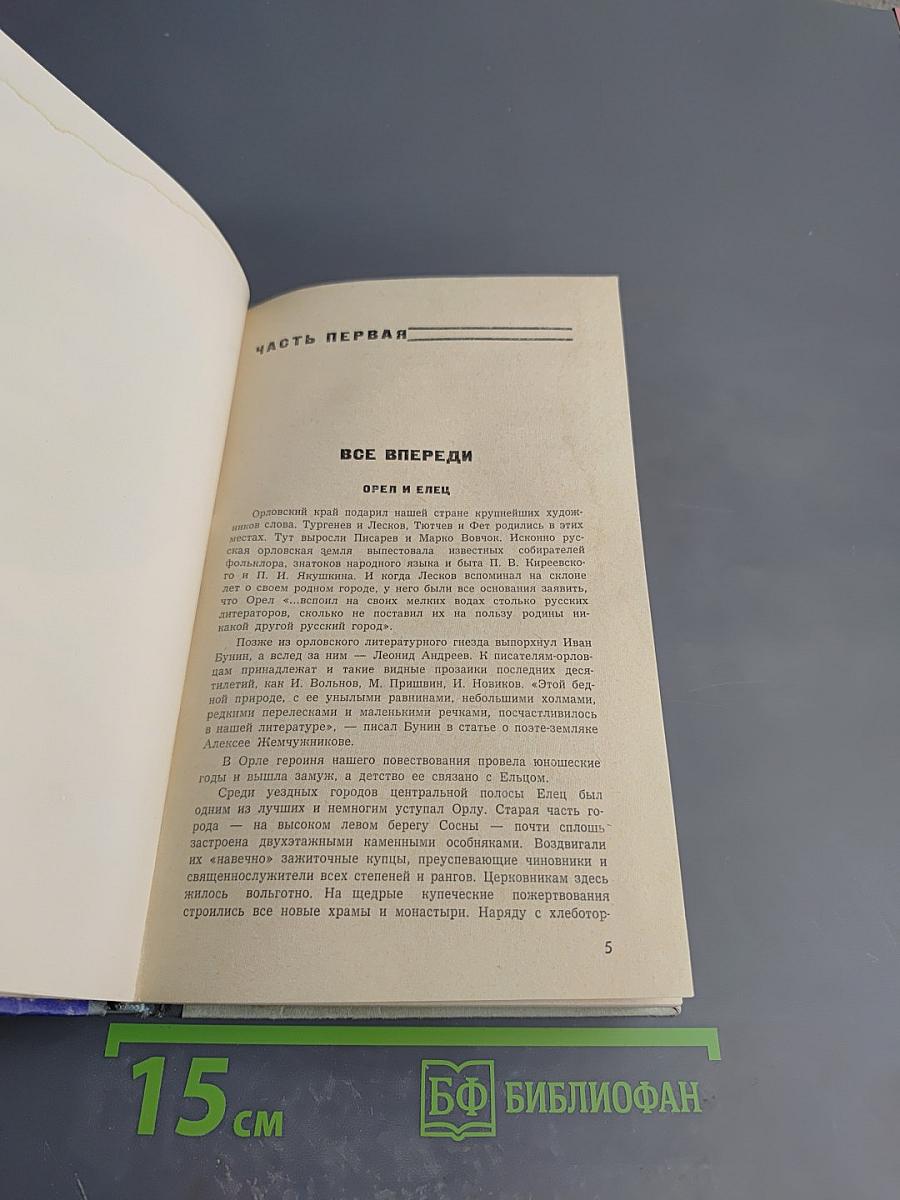 ЧАСТЬ ПЕРВАЯ
ВСЕ ВПЕРЕДИ
ОРЕЛ И ЕЛЕЦ
Орловский край подарил нашей стране крупнейших худож-
ников слова. Тургенев и Лесков, Тютчев и Фет родились в этих
местах. Тут выросли Писарев и Марко Вовчок. Исконно рус-
ская орловская земля выпестовала известных собирателей
фольклора, знатоков народного языка и быта П. В. Киреевско-
го и П. И. Якушкина. И когда Лесков вспоминал на склоне
лет о своем родном городе, у него были все основания заявить,
что Орел «...вспоил на своих мелких водах столько русских
литераторов, сколько не поставил их на пользу родины ни-
какой другой русский город».
Позже из орловского литературного гнезда выпорхнул Иван
Бунин, а вслед за ним — Леонид Андреев. К писателям-орлов-
цам принадлежат и такие видные прозаики последних деся-
тилетий, как И. Вольнов, М. Пришвин, И. Новиков. «Этой бед-
ной природе, с ее унылыми равнинами, небольшими холмами,
редкими перелесками и маленькими речками, посчастливилось
в нашей литературе», — писал Бунин в статье о поэте-земляке
Алексее Жемчужникове.
В Орле героиня нашего повествования провела юношеские
годы и вышла замуж, а детство ее связано с Ельцом.
Среди уездных городов центральной полосы Елец был
одним из лучших и немногим уступал Орлу. Старая часть го-
рода — на высоком левом берегу Сосны — почти сплошь
застроена двухэтажными каменными особняками. Воздвигали
их «навечно» зажиточные купцы, преуспевающие чиновники и
священнослужители всех степеней и рангов. Церковникам здесь
жилось вольготно. На щедрые купеческие пожертвования
строились все новые храмы и монастыри. Наряду с хлеботор-
5
15 см
БФ БИБЛИОФАН